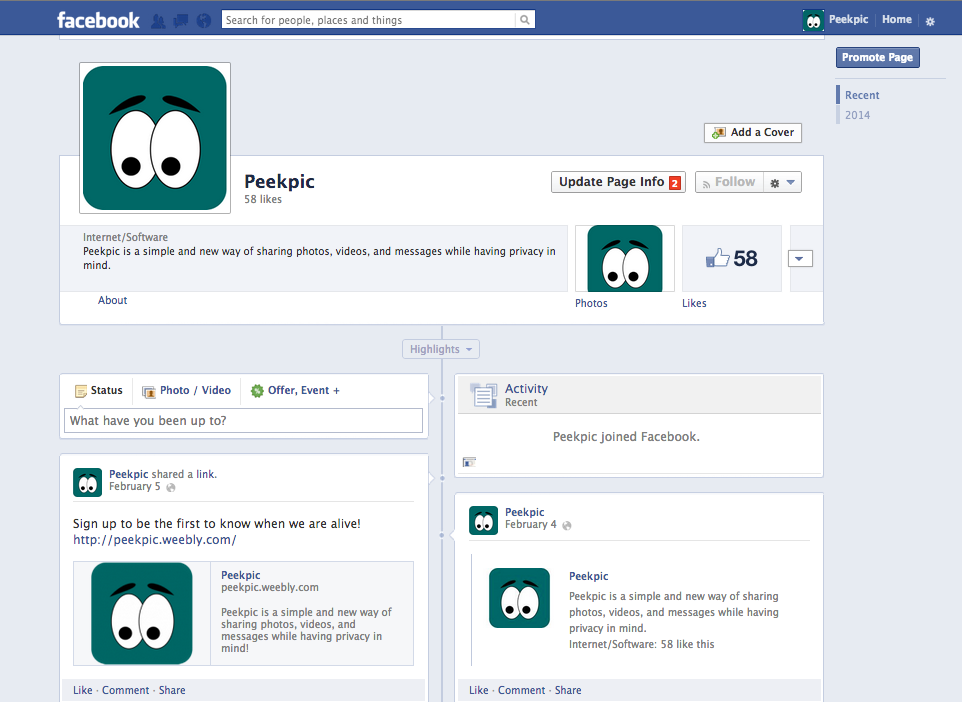 facebook
Search for people, places and things
Peekpic
Home
Promote Page
Recent
2014
Add a Cover
Peekpic
58 likes
Update Page Info 2
Follow
Internet/Software
Peekpic is a simple and new way of sharing photos, videos, and messages while having privacy in
mind.
About
58
Photos
Likes
Highlights
Status
Photo / Video
Offer, Event +
What have you been up to?
Activity
Recent
Peekpic joined Facebook.
Peekpic shared a link.
February 5
Sign up to be the first to know when we are alive!
http://peekpic.weebly.com/
Peekpic
peekpic.weebly.com
Peekpic is a simple and new way of
sharing photos, videos, and
messages while having privacy in
mind!
Like · Comment · Share
Peekpic
February 4
Peekpic
Peekpic is a simple and new way of sharing
photos, videos, and messages while having
privacy in mind.
Internet/Software: 58 like this
Like · Comment · Share